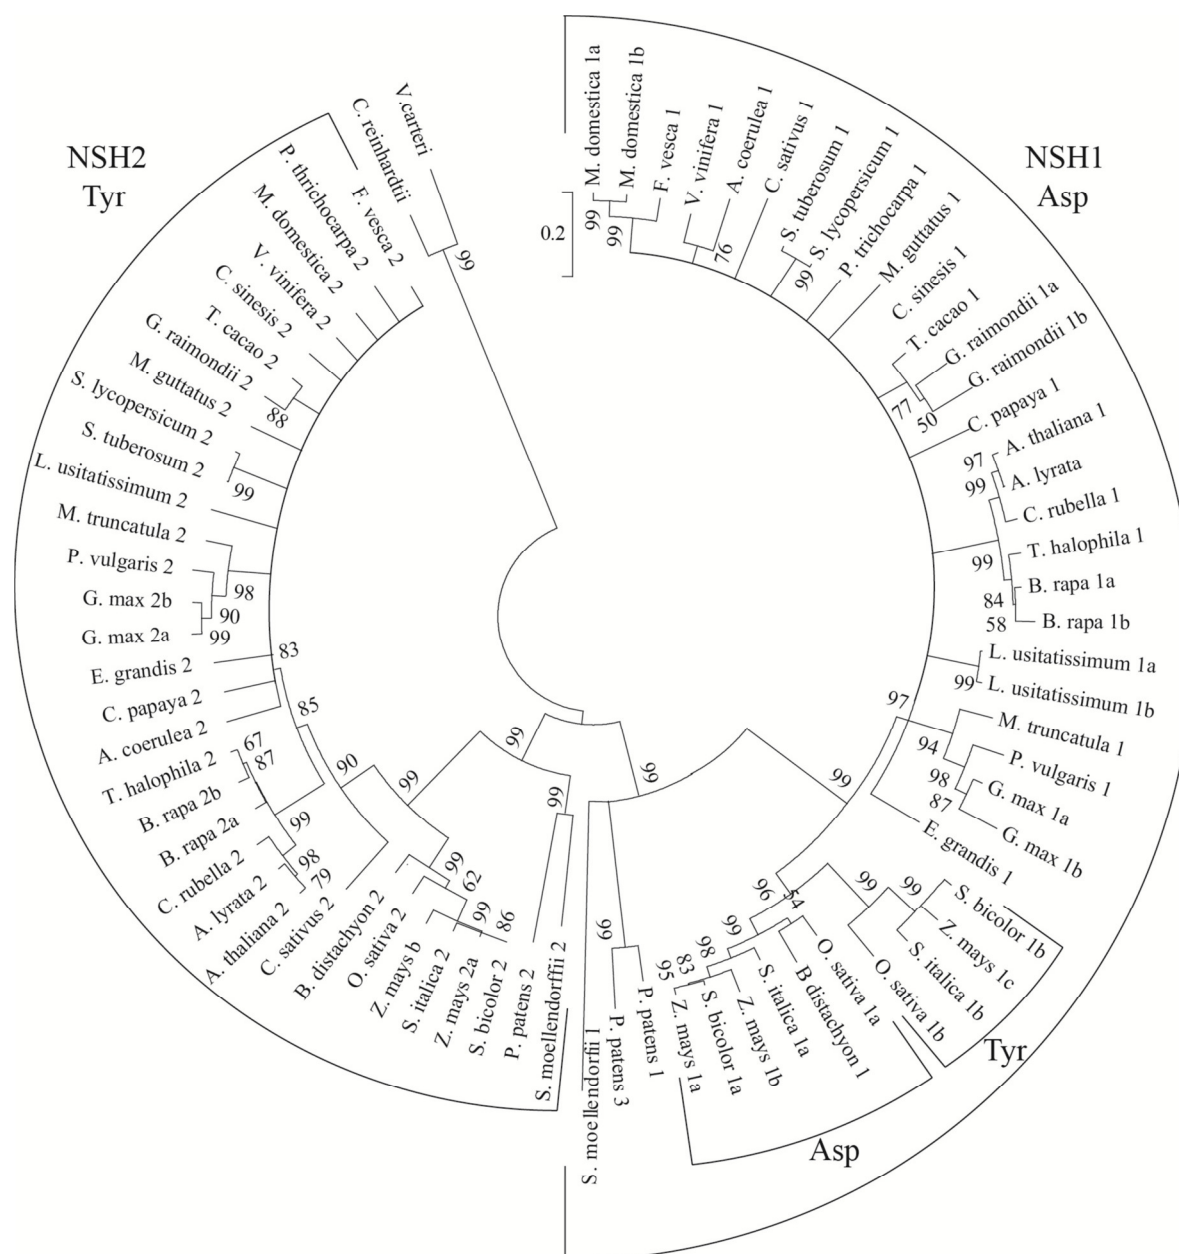 NSH2
Tyr
NSH1
Asp
V.carteri
C. reinhardtii
99
0.2
M. domestica 1a
M. domestica 1b
F. vesca 1
V. vinifera 1
A. coerulea 1
C. sativus 1
S. tuberosum 1
S. lycopersicum 1
P. trichocarpa 1
M. guttatus 1
C. sinesis 1
T. cacao 1
G. raimondii 1a
G. raimondii 1b
C. papaya 1
A. thaliana 1
A. lyrata
C. rubella 1
T. halophila 1
B. rapa 1a
B. rapa 1b
L. usitatissimum 1a
L. usitatissimum 1b
M. truncatula 1
P. vulgaris 1
G. max 1a
G. max 1b
E. grandis 1
S. bicolor 1b
Z. mays 1c
S. italica 1b
O. sativa 1b
Tyr
O. sativa 1a
B distachyon 1
S. italica 1a
Z. mays 1b
S. bicolor 1a
Z. mays 1a
Asp
P. patens 1
P. patens 3
S. moellendorfii 1
99
99
76
99
77
50
97
99
99
84
58
99
97
94
98
87
99
99
99
96
54
99
98
83
95
99
99
F. vesca 2
P. thrichocarpa 2
M. domestica 2
V. vinifera 2
C. sinesis 2
T. cacao 2
G. raimondii 2
M. guttatus 2
S. lycopersicum 2
S. tuberosum 2
L. usitatissimum 2
M. truncatula 2
P. vulgaris 2
G. max 2b
G. max 2a
E. grandis 2
C. papaya 2
A. coerulea 2
T. halophila 2
B. rapa 2b
B. rapa 2a
C. rubella 2
A. lyrata 2
A. thaliana 2
C. sativus 2
B. distachyon 2
O. sativa 2
Z. mays b
S. italica 2
Z. mays 2a
S. bicolor 2
P. patens 2
S. moellendorffii 2
88
99
98
90
99
83
85
67
87
99
98
79
90
99
99
99
62
99
86
99